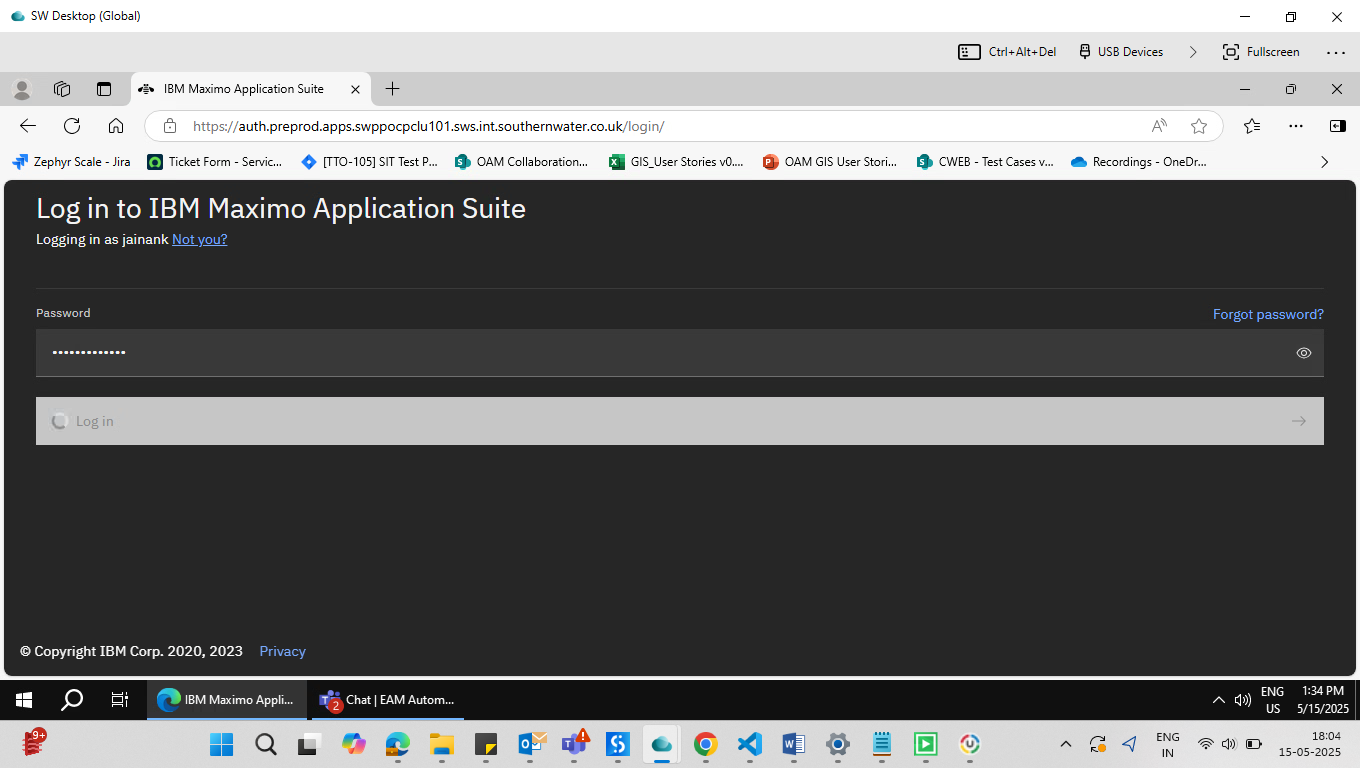 SW Desktop (Global)
Ctrl+Alt+Del
USB Devices
Fullscreen
IBM Maximo Application Suite
https://auth.preprod.apps.swppocpclu101.sws.int.southernwater.co.uk/login/
Zephyr Scale - Jira
Ticket Form - Servic...
[TTO-105] SIT Test P...
OAM Collaboration...
GIS_User Stories v0....
OAM GIS User Stori...
CWEB - Test Cases v...
Recordings - OneDr...
Log in to IBM Maximo Application Suite
Logging in as jainank Not you?
Password
Forgot password?
•••••••••••••
Log in
© Copyright IBM Corp. 2020, 2023 Privacy
IBM Maximo Appli...
2
Chat | EAM Autom...
ENG
US
1:34 PM
5/15/2025
9+
ENG
IN
18:04
15-05-2025